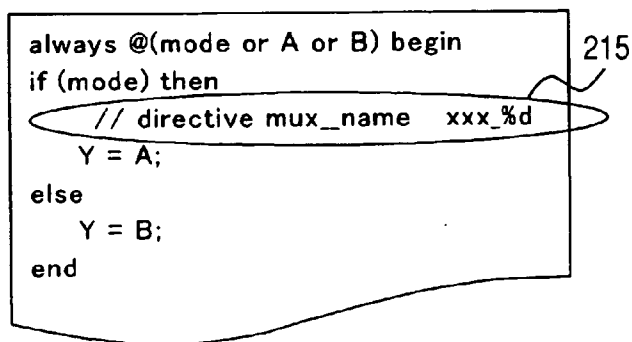 always @(mode or A or B) begin
215
if (mode) then
// directive mux_name xxx_%d
Y = A;
else
Y = B;
end